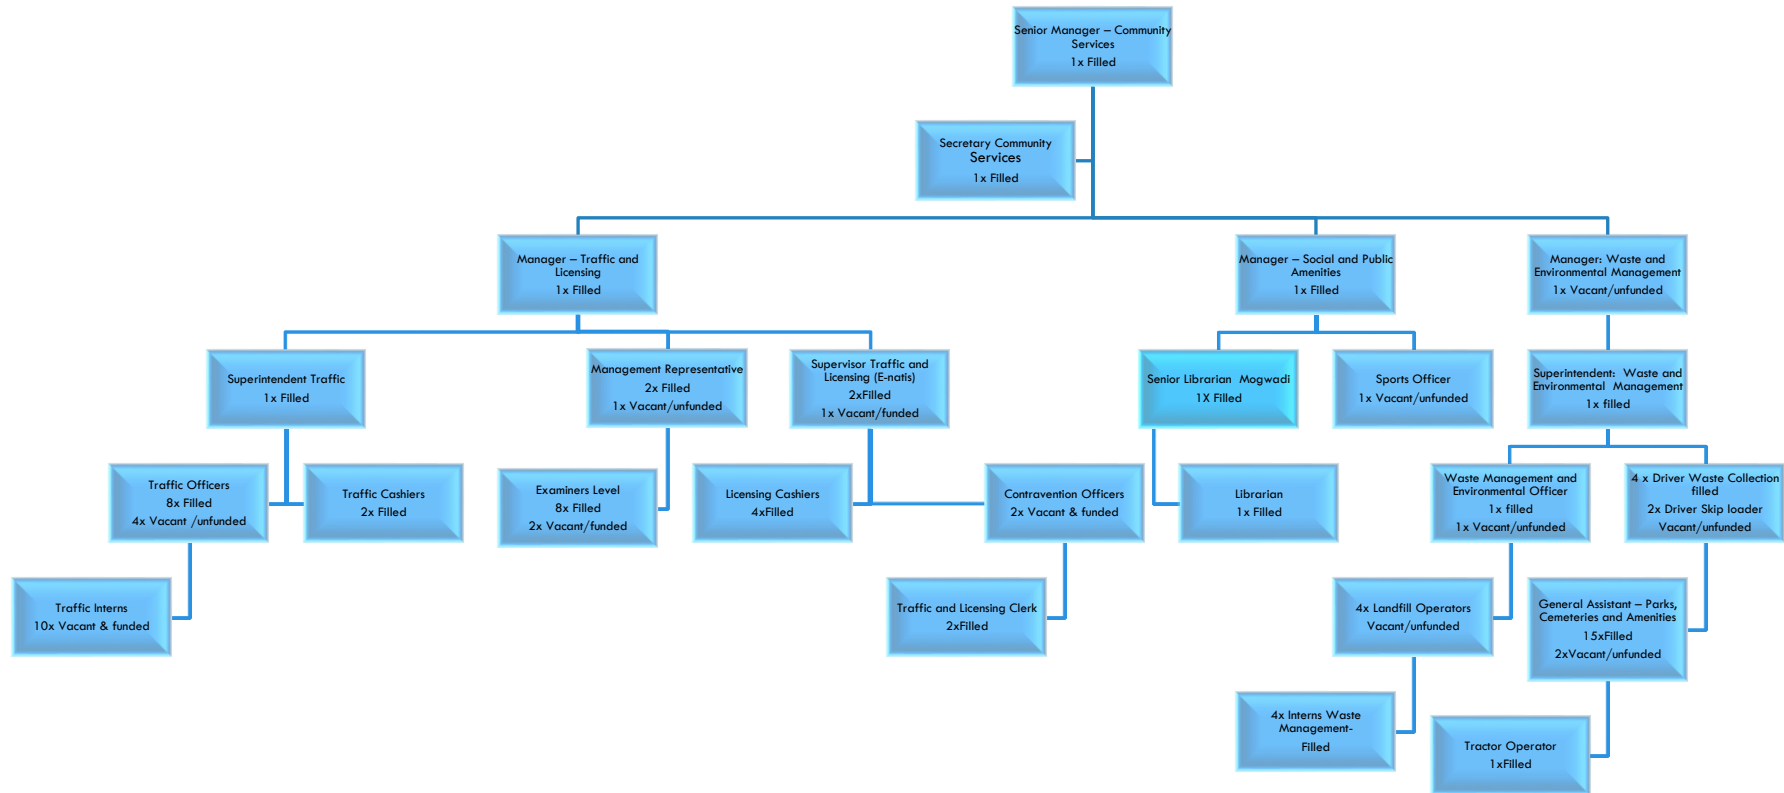 Senior Manager – Community
Services
1x Filled
Secretary Community
Services
1x Filled
Manager – Traffic and
Licensing
1x Filled
Manager – Social and Public
Amenities
1x Filled
Manager: Waste and
Environmental Management
1x Vacant/unfunded
Superintendent Traffic
1x Filled
Management Representative
2x Filled
1x Vacant/unfunded
Supervisor Traffic and
Licensing (E-natis)
2xFilled
1x Vacant/funded
Senior Librarian Mogwadi
1X Filled
Sports Officer
1x Vacant/unfunded
Superintendent: Waste and
Environmental Management
1x filled
Traffic Officers
8x Filled
4x Vacant /unfunded
Traffic Cashiers
2x Filled
Examiners Level
8x Filled
2x Vacant/funded
Licensing Cashiers
4xFilled
Contravention Officers
2x Vacant & funded
Librarian
1x Filled
Waste Management and
Environmental Officer
1x filled
1x Vacant/unfunded
4 x Driver Waste Collection
filled
2x Driver Skip loader
Vacant/unfunded
Traffic Interns
10x Vacant & funded
Traffic and Licensing Clerk
2xFilled
4x Landfill Operators
Vacant/unfunded
General Assistant – Parks,
Cemeteries and Amenities
15xFilled
2xVacant/unfunded
4x Interns Waste
Management-
Filled
Tractor Operator
1xFilled